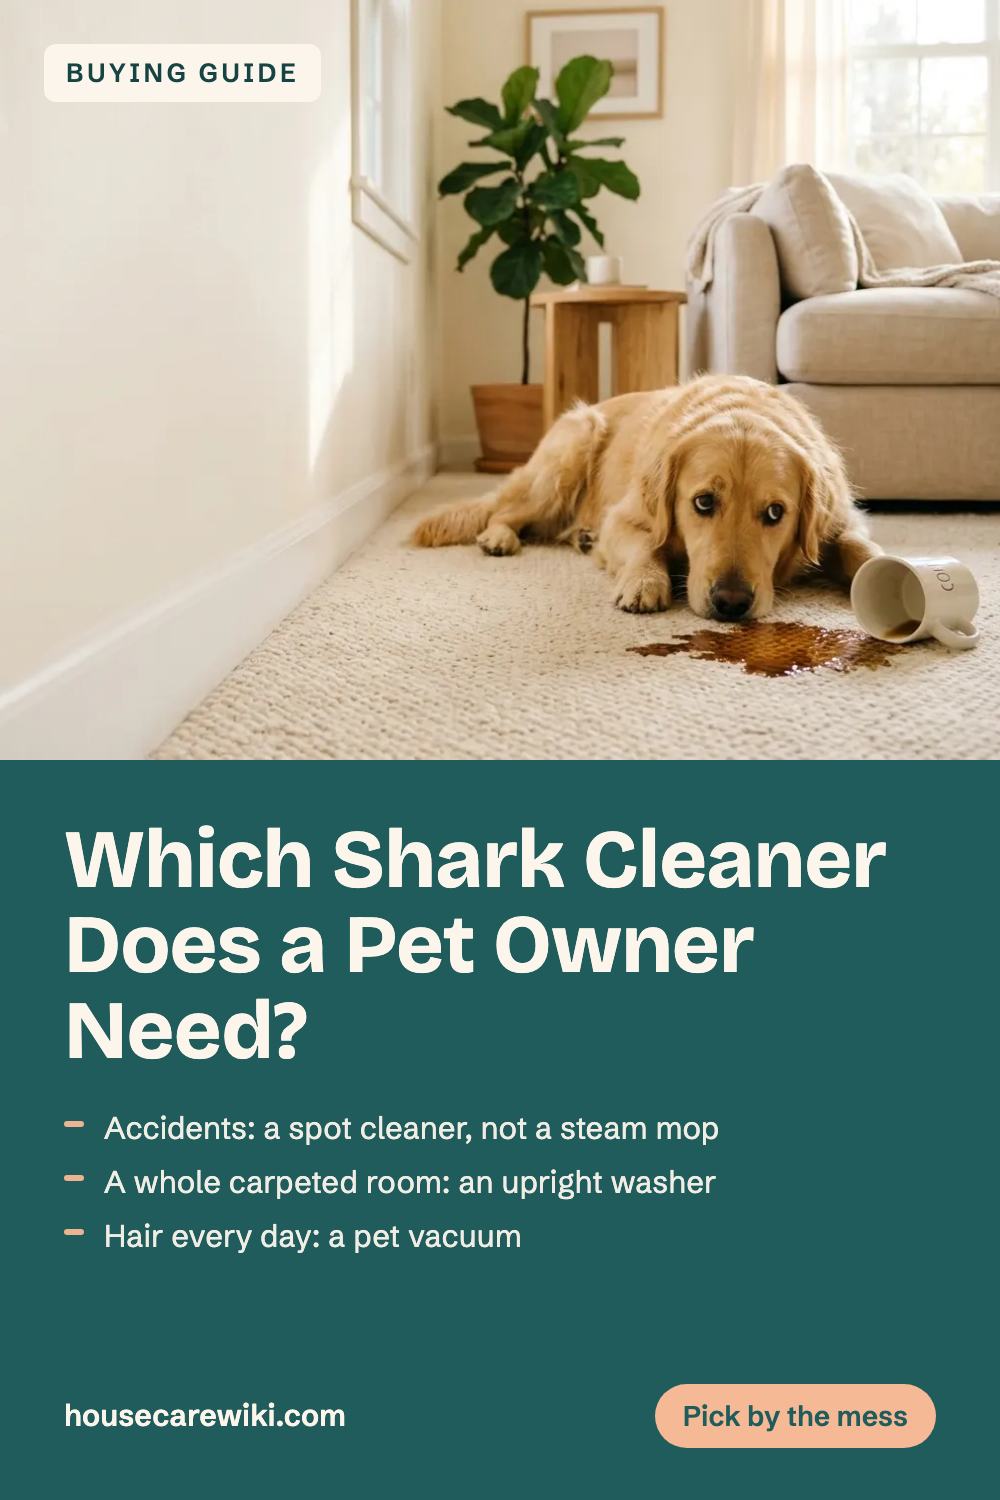 BUYING GUIDE
Which Shark Cleaner
Does a Pet Owner
Need?
Accidents: a spot cleaner, not a steam mop
A whole carpeted room: an upright washer
Hair every day: a pet vacuum
housecarewiki.com
Pick by the mess